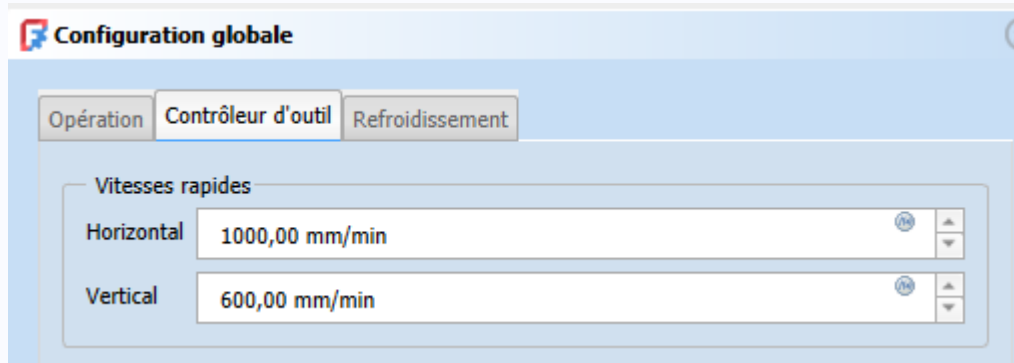 Configuration globale
Opération Contrôleur d'outil Refroidissement
Vitesses rapides
Horizontal 1000,00 mm/min
Vertical 600,00 mm/min